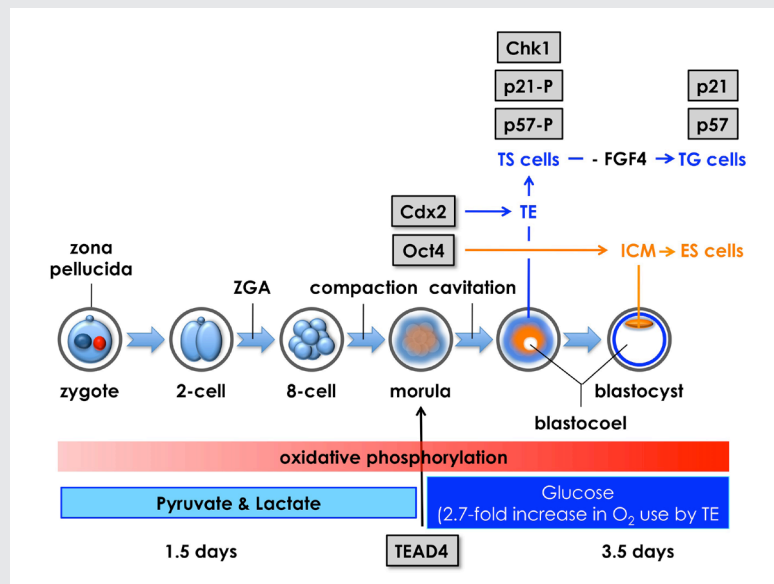 Chk1
p21-P
p21
p57-P
p57
TS cells – - FGF4 → TG cells
Cdx2
TE
Oct4
ICM → ES cells
zona
pellucida
ZGA
compaction
cavitation
zygote
2-cell
8-cell
morula
blastocyst
blastocoel
oxidative phosphorylation
Pyruvate & Lactate
Glucose
(2.7-fold increase in O₂ use by TE
1.5 days
TEAD4
3.5 days